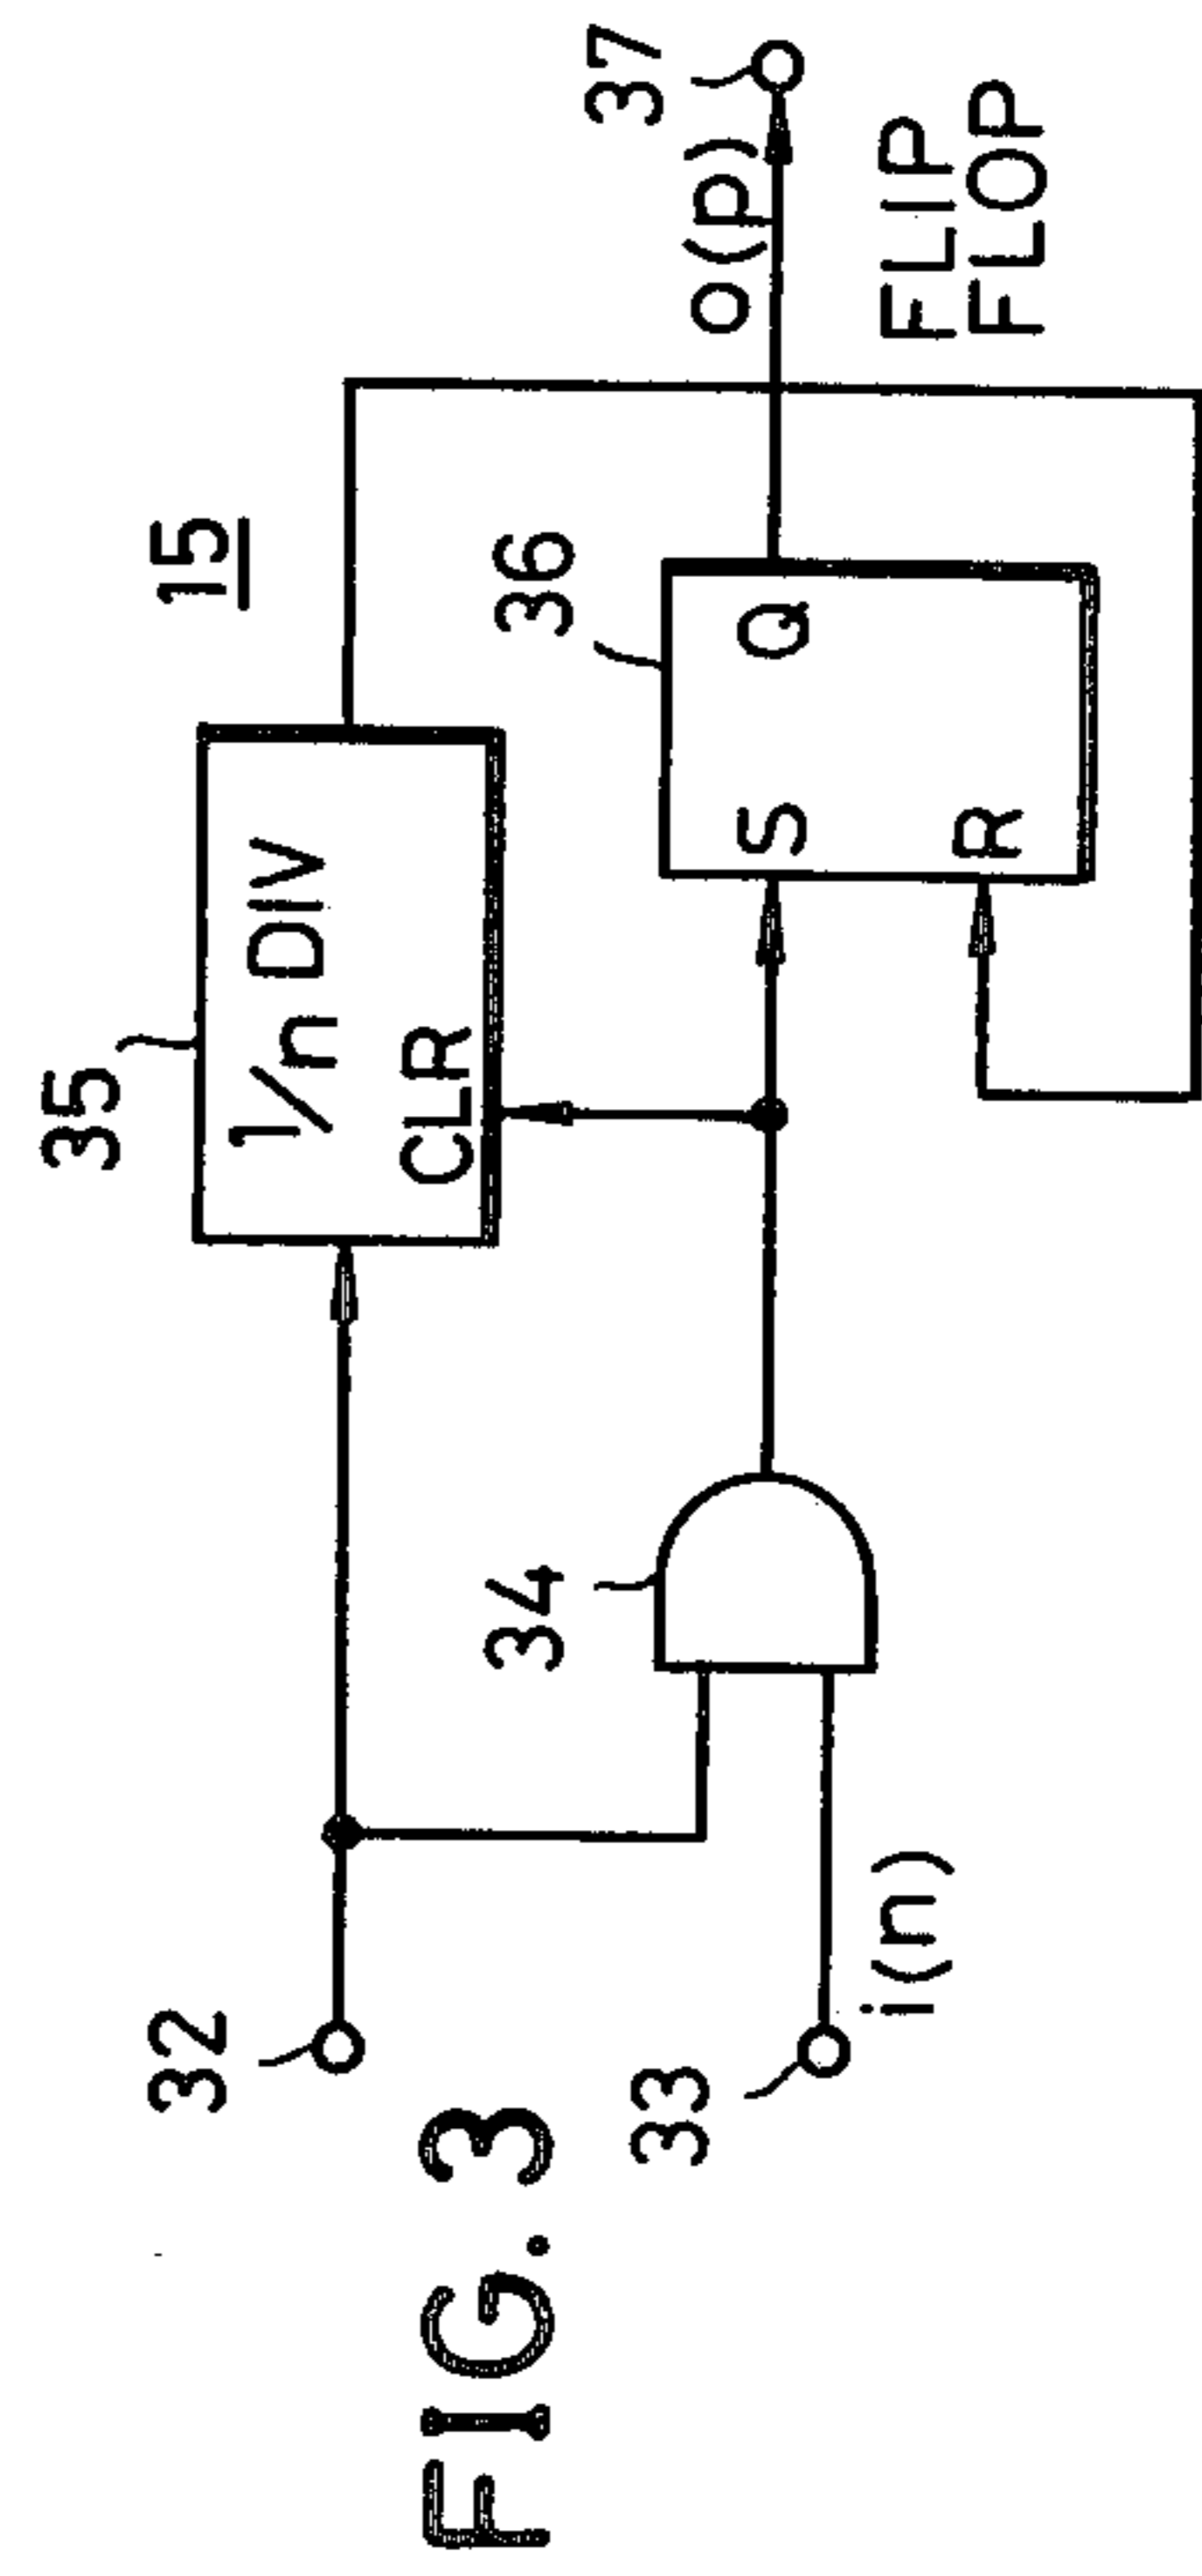 FIG. 3
15
32
33
i(n)
34
35
1/n DIV
CLR
36
S
Q
R
o(p)
37
FLIP
FLOP